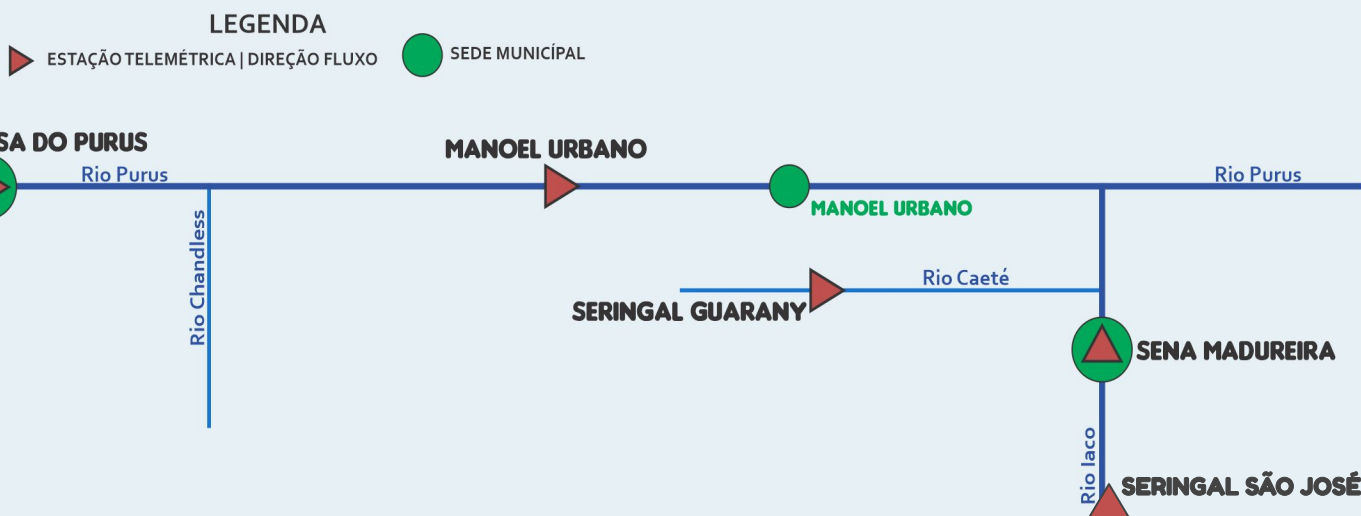 LEGENDA
ESTAÇÃO TELEMÉTRICA | DIREÇÃO FLUXO
SEDE MUNICÍPAL
SA DO PURUS
MANOEL URBANO
Rio Purus
Rio Purus
MANOEL URBANO
Rio Chandless
Rio Caeté
SERINGAL GUARANY
SENA MADUREIRA
Rio Iaco
SERINGAL SÃO JOSÉ